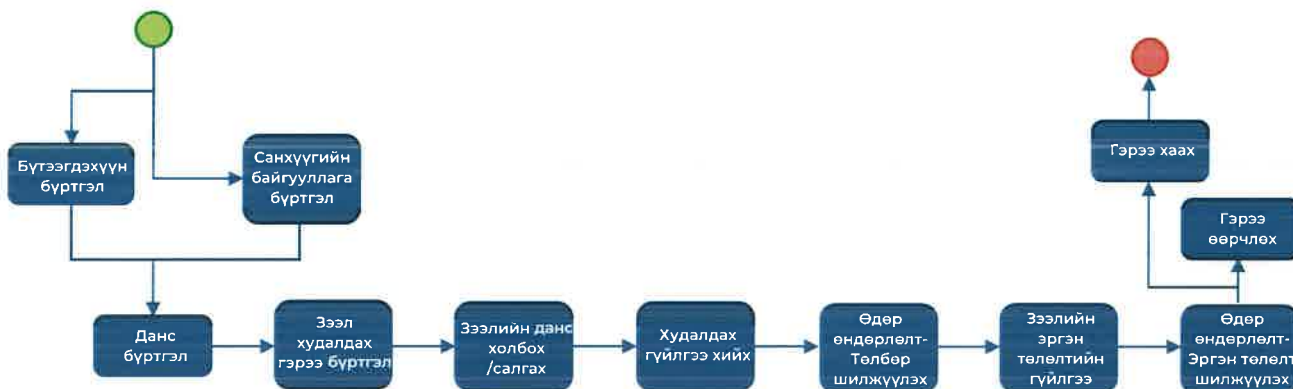 Бүтээгдэхүүн
бүртгэл
Санхүүгийн
байгууллага
бүртгэл
Гэрээ хаах
Гэрээ
өөрчлөх
Данс
бүртгэл
Зээл
худалдах
гэрээ бүртгэл
Зээлийн данс
холбох
/салгах
Худалдах
гүйлгээ хийх
Өдөр
өндөрлөлт-
Төлбөр
шилжүүлэх
Зээлийн
эргэн
төлөлтийн
гүйлгээ
Өдөр
өндөрлөлт-
Эргэн төлөлт
шилжүүлэх